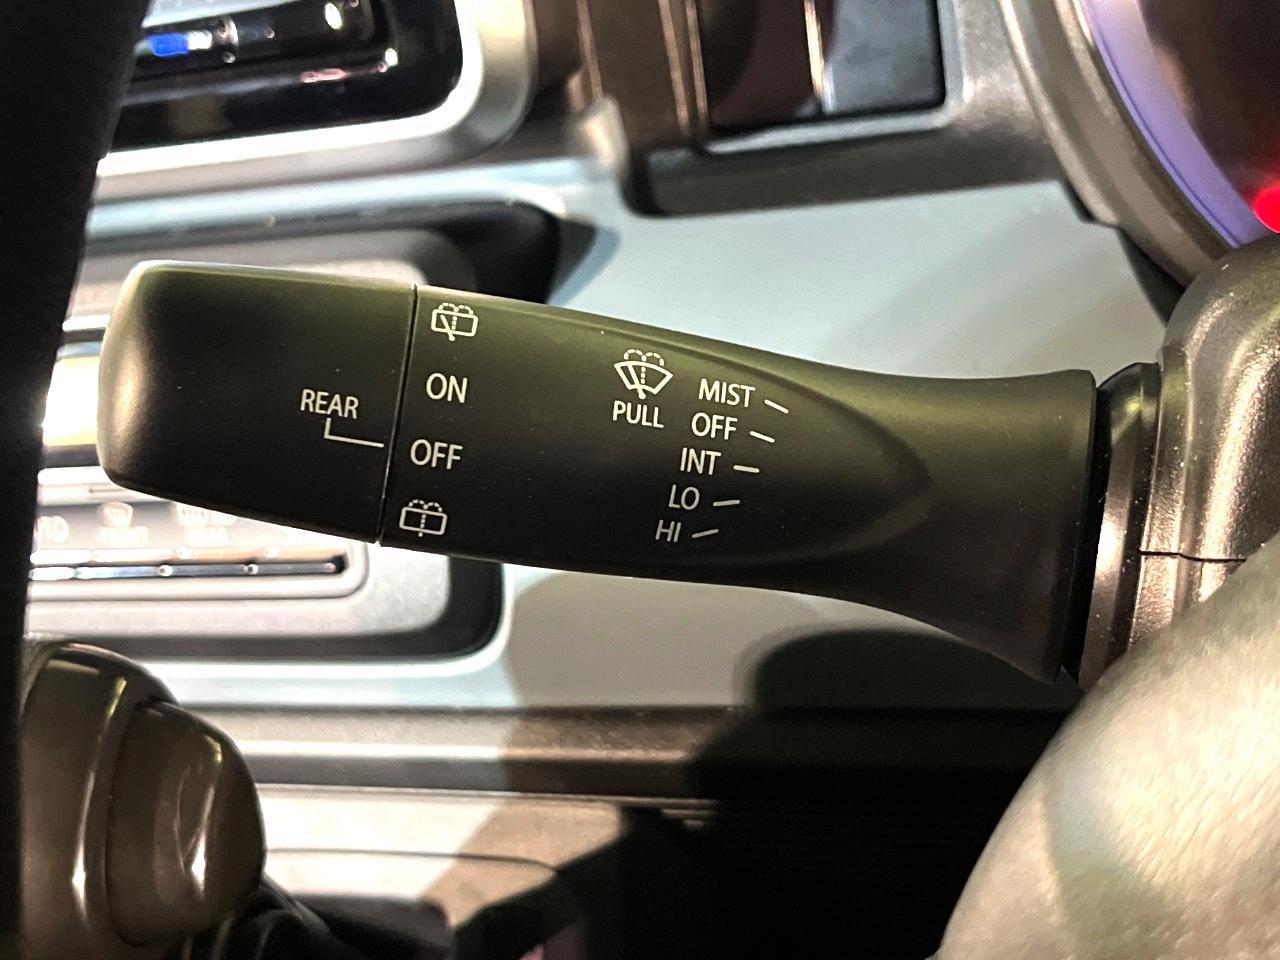 REAR
ON
OFF
PULL
MIST
OFF
INT
LO
HI